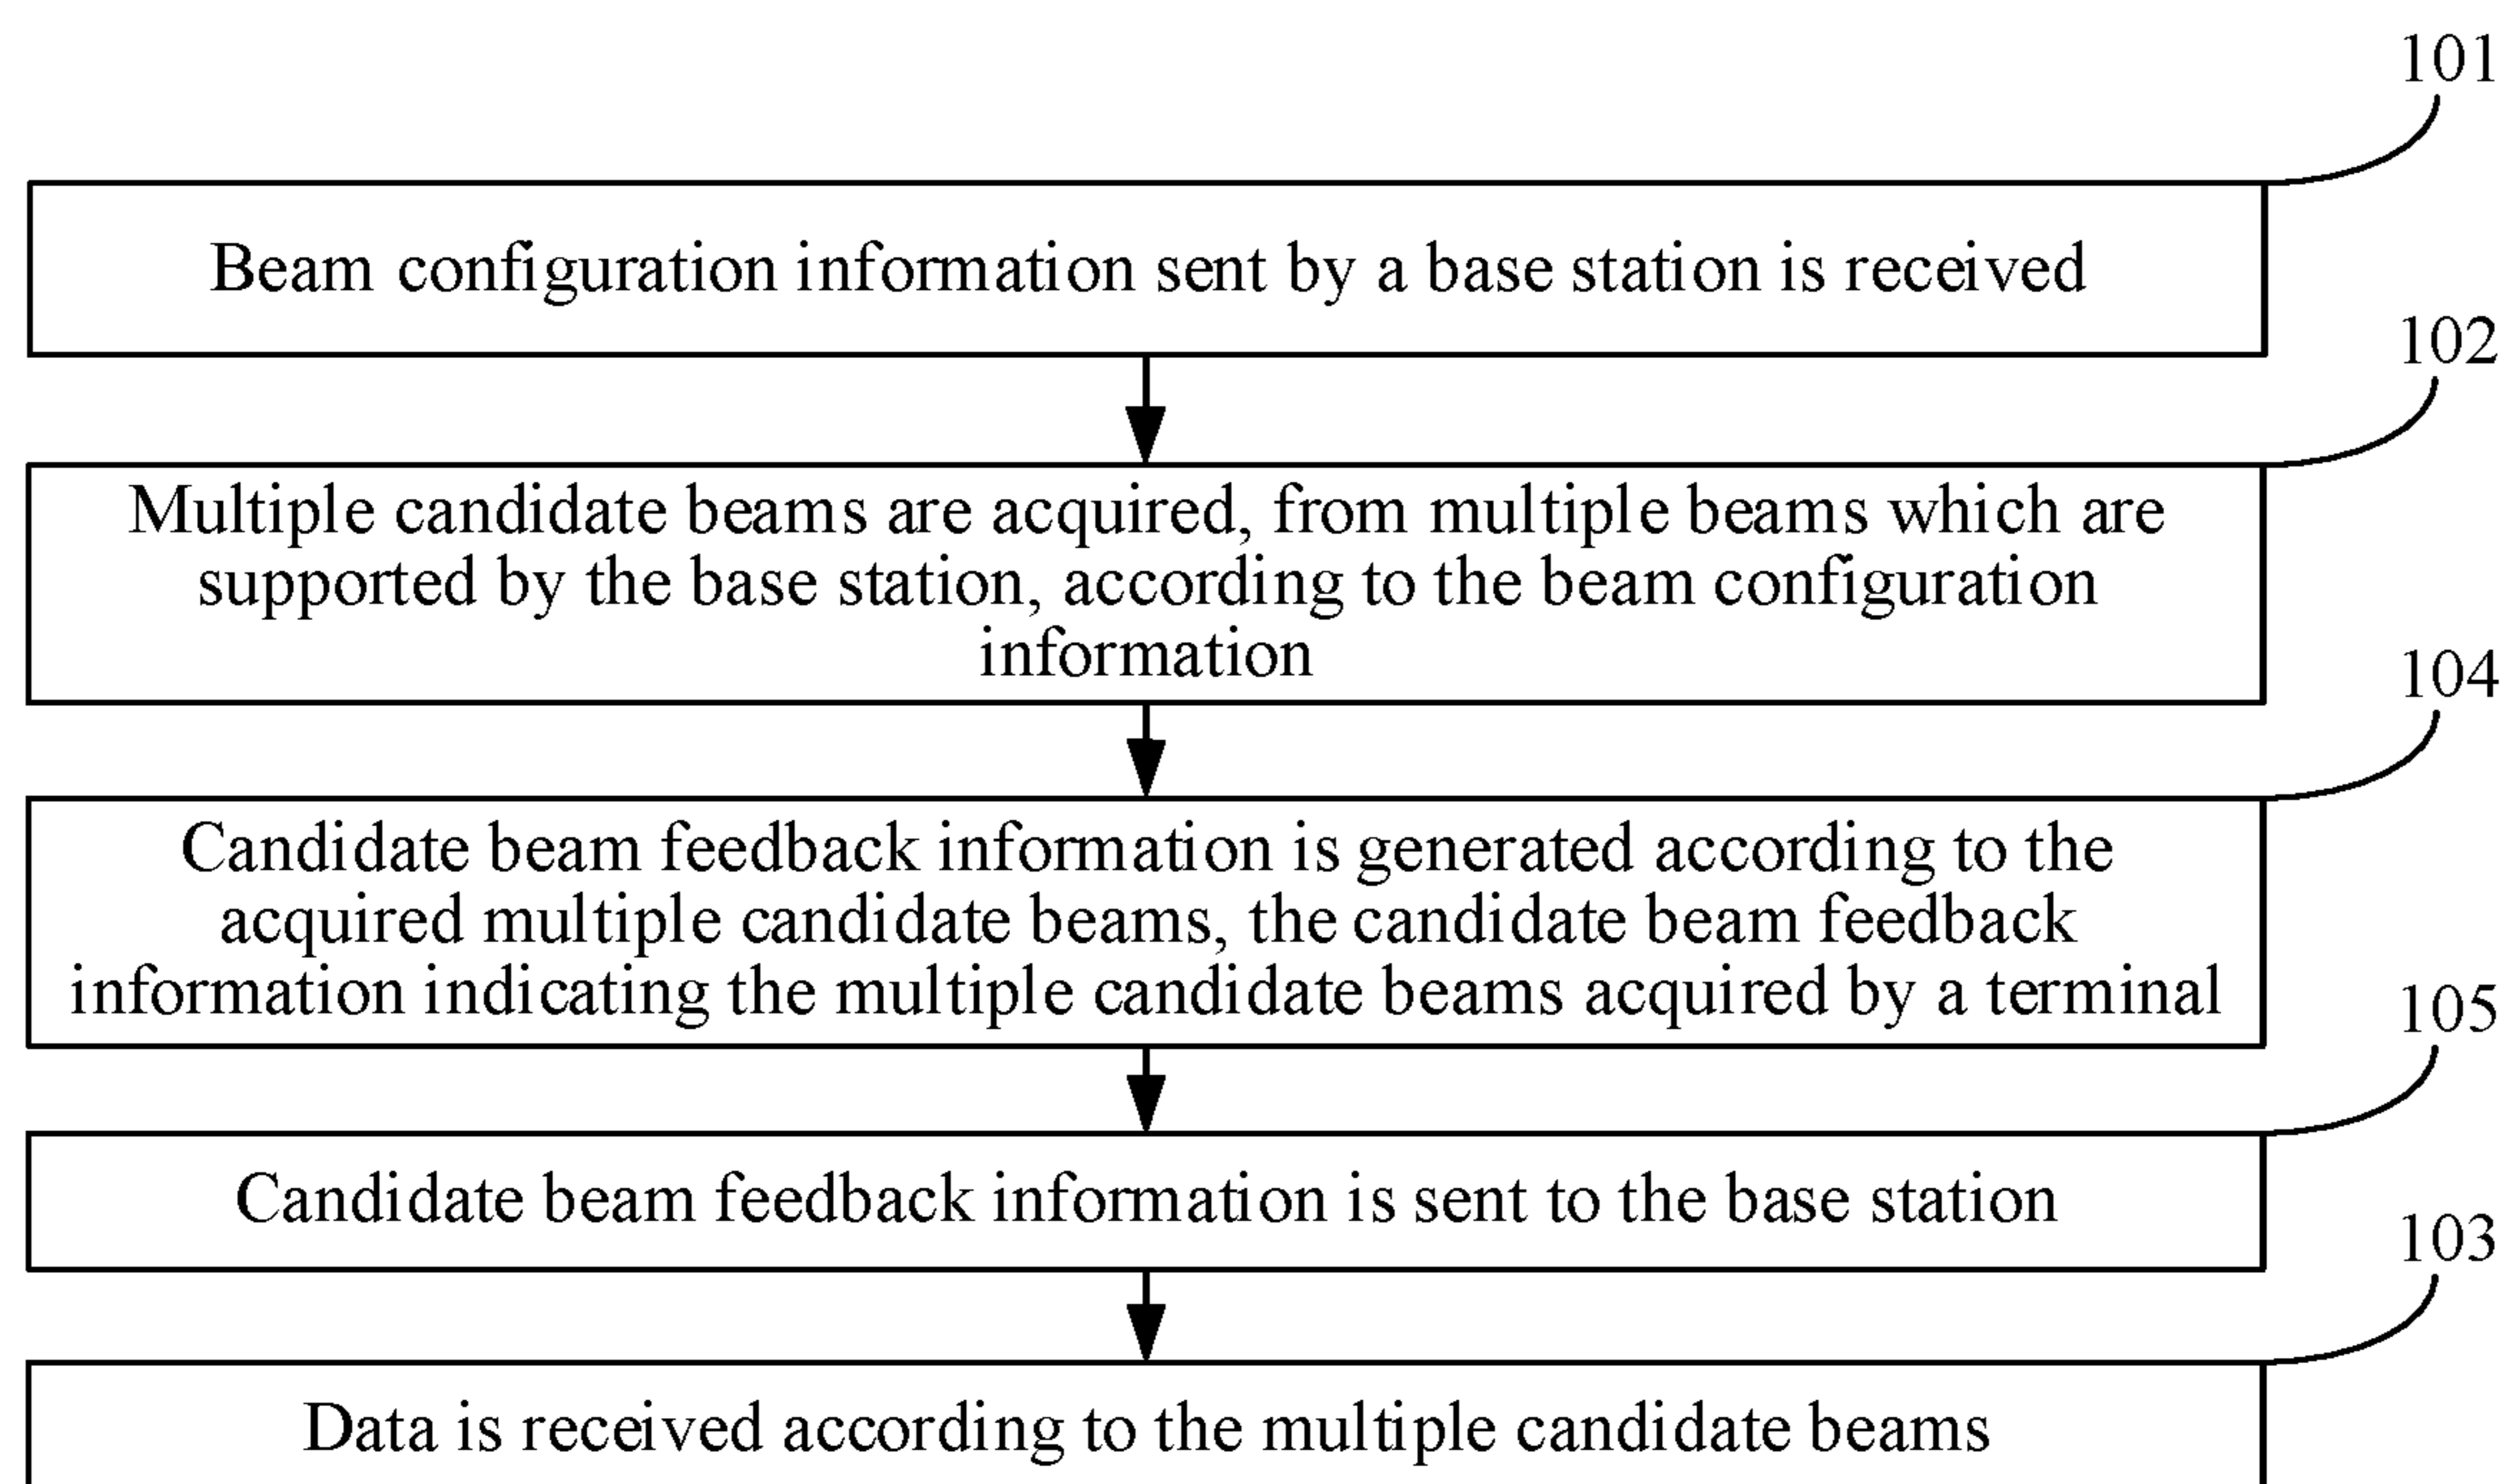 101
Beam configuration information sent by a base station is received
102
Multiple candidate beams are acquired, from multiple beams which are
supported by the base station, according to the beam configuration
information
104
Candidate beam feedback information is generated according to the
acquired multiple candidate beams, the candidate beam feedback
information indicating the multiple candidate beams acquired by a terminal
105
Candidate beam feedback information is sent to the base station
103
Data is received according to the multiple candidate beams